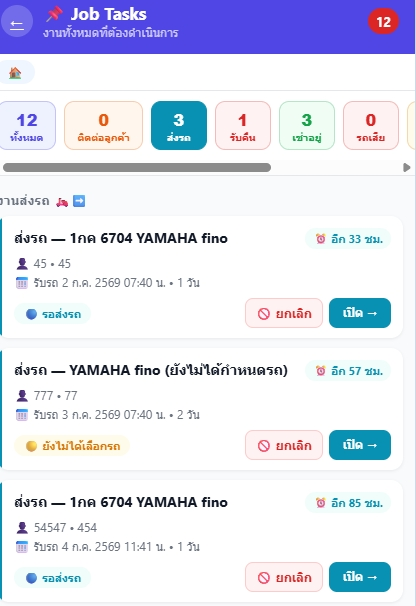 Job Tasks
งานทั้งหมดที่ต้องดำเนินการ
12
12
ทั้งหมด
0
ติดต่อลูกค้า
3
ส่งรถ
1
รับคืน
3
เช่าอยู่
0
รถเสีย
งานส่งรถ
ส่งรถ — 1กค 6704 YAMAHA fino
อีก 33 ชม.
45 • 45
รับรถ 2 ก.ค. 2569 07:40 น. • 1 วัน
รอส่งรถ
ยกเลิก
เปิด →
ส่งรถ — YAMAHA fino (ยังไม่ได้กำหนดรถ)
อีก 57 ชม.
777 • 77
รับรถ 3 ก.ค. 2569 07:40 น. • 2 วัน
ยังไม่ได้เลือกรถ
ยกเลิก
เปิด →
ส่งรถ — 1กค 6704 YAMAHA fino
อีก 85 ชม.
54547 • 454
รับรถ 4 ก.ค. 2569 11:41 น. • 1 วัน
รอส่งรถ
ยกเลิก
เปิด →